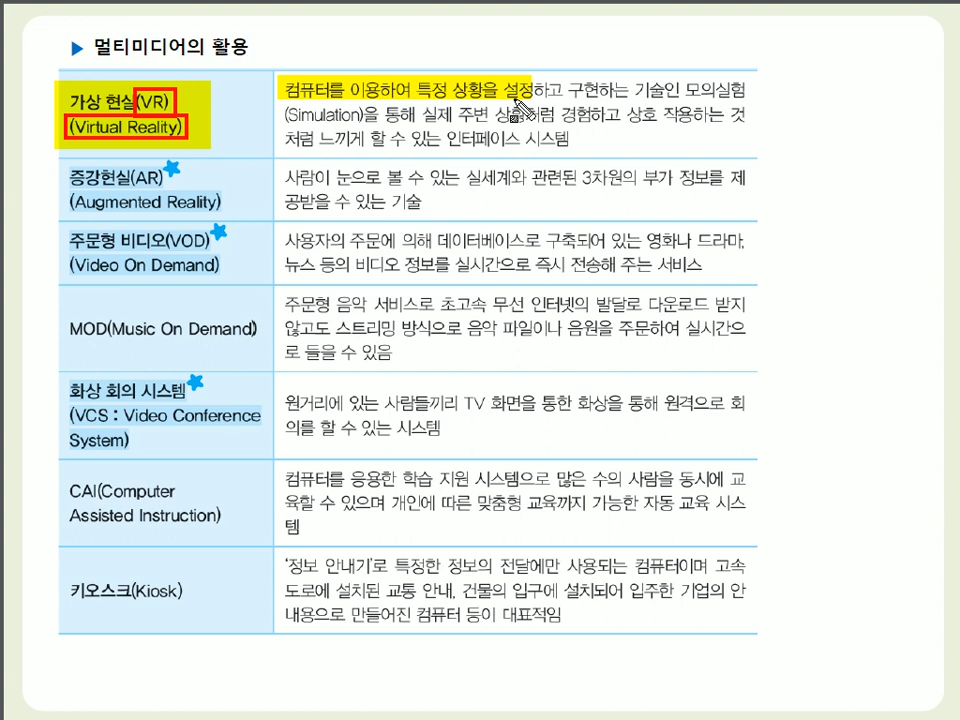 ▶ 멀티미디어의 활용
가상 현실(VR)
(Virtual Reality)
컴퓨터를 이용하여 특정 상황을 설정하고 구현하는 기술인 모의실험
(Simulation)을 통해 실제 주변 상황처럼 경험하고 상호 작용하는 것
처럼 느끼게 할 수 있는 인터페이스 시스템
증강현실(AR)
(Augmented Reality)
사람이 눈으로 볼 수 있는 실세계와 관련된 3차원의 부가 정보를 제
공받을 수 있는 기술
주문형 비디오(VOD)
(Video On Demand)
사용자의 주문에 의해 데이터베이스로 구축되어 있는 영화나 드라마,
뉴스 등의 비디오 정보를 실시간으로 즉시 전송해 주는 서비스
MOD(Music On Demand)
주문형 음악 서비스로 초고속 무선 인터넷의 발달로 다운로드 받지
않고도 스트리밍 방식으로 음악 파일이나 음원을 주문하여 실시간으
로 들을 수 있음
화상 회의 시스템
(VCS : Video Conference
System)
원거리에 있는 사람들끼리 TV 화면을 통한 화상을 통해 원격으로 회
의를 할 수 있는 시스템
CAI(Computer
Assisted Instruction)
컴퓨터를 응용한 학습 지원 시스템으로 많은 수의 사람을 동시에 교
육할 수 있으며 개인에 따른 맞춤형 교육까지 가능한 자동 교육 시스
템
키오스크(Kiosk)
'정보 안내기'로 특정한 정보의 전달에만 사용되는 컴퓨터이며 고속
도로에 설치된 교통 안내, 건물의 입구에 설치되어 입주한 기업의 안
내용으로 만들어진 컴퓨터 등이 대표적임